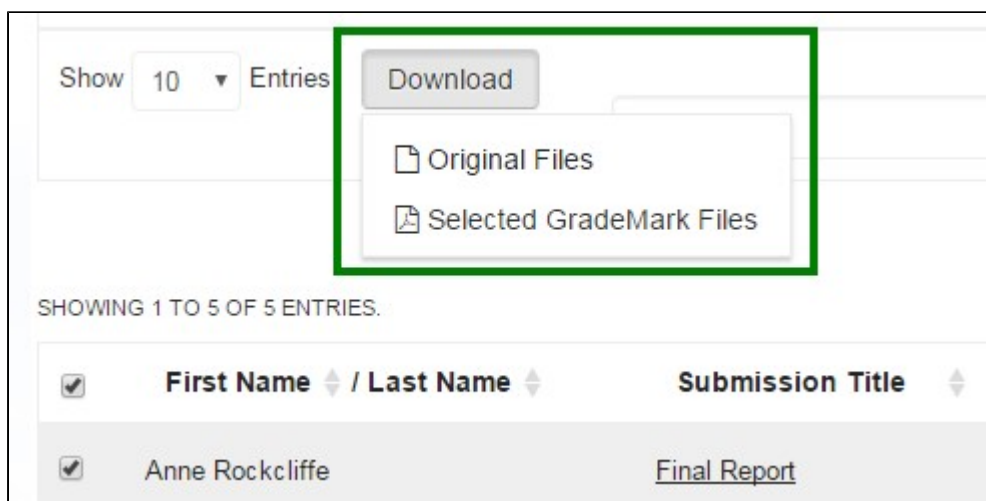 Show 10 Entries Download
Original Files
Selected GradeMark Files
SHOWING 1 TO 5 OF 5 ENTRIES.
First Name / Last Name Submission Title
Anne Rockcliffe Final Report